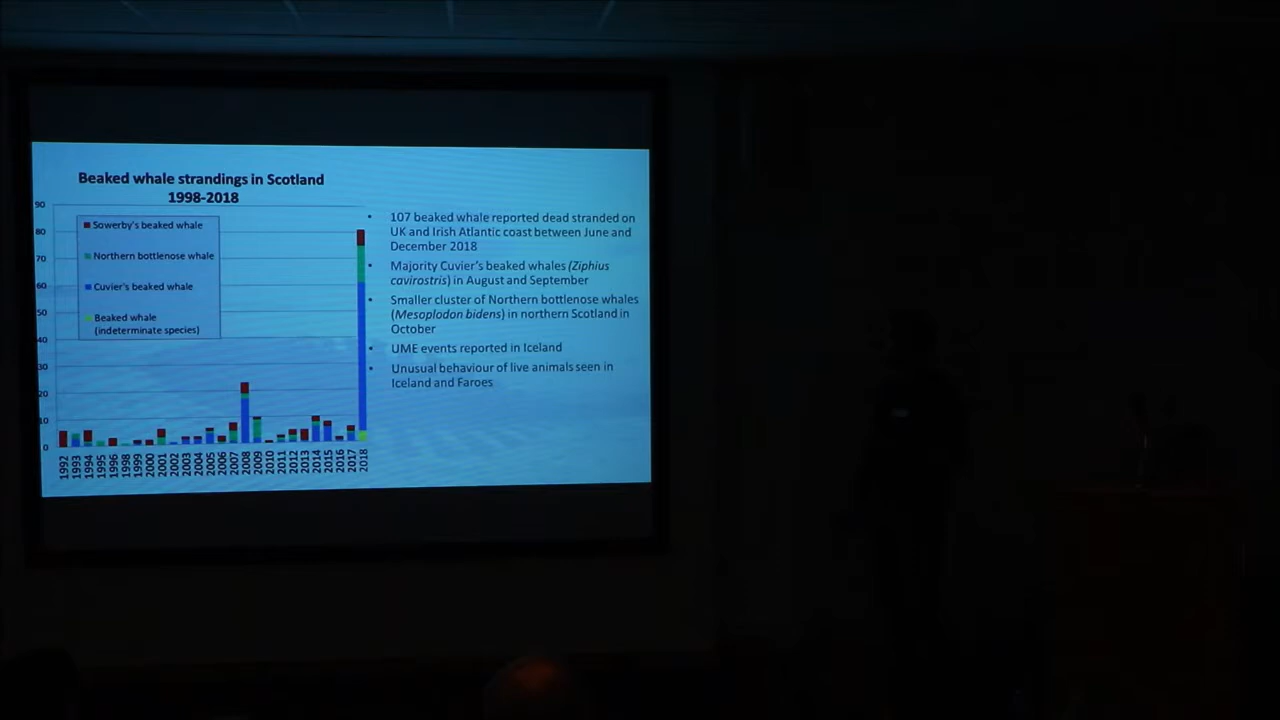 Beaked whale strandings in Scotland
1998-2018
90
80
70
60
50
40
30
20
10
0
Sowerby's beaked whale
Northern bottlenose whale
Cuvier's beaked whale
Beaked whale
(indeterminate species)
1992
1993
1994
1995
1996
1998
1999
2000
2001
2002
2003
2004
2005
2006
2007
2008
2009
2010
2011
2012
2013
2014
2015
2016
2017
2018
• 107 beaked whale reported dead stranded on
UK and Irish Atlantic coast between June and
December 2018
• Majority Cuvier's beaked whales (Ziphius
cavirostris) in August and September
• Smaller cluster of Northern bottlenose whales
(Mesoplodon bidens) in northern Scotland in
October
• UME events reported in Iceland
• Unusual behaviour of live animals seen in
Iceland and Faroes